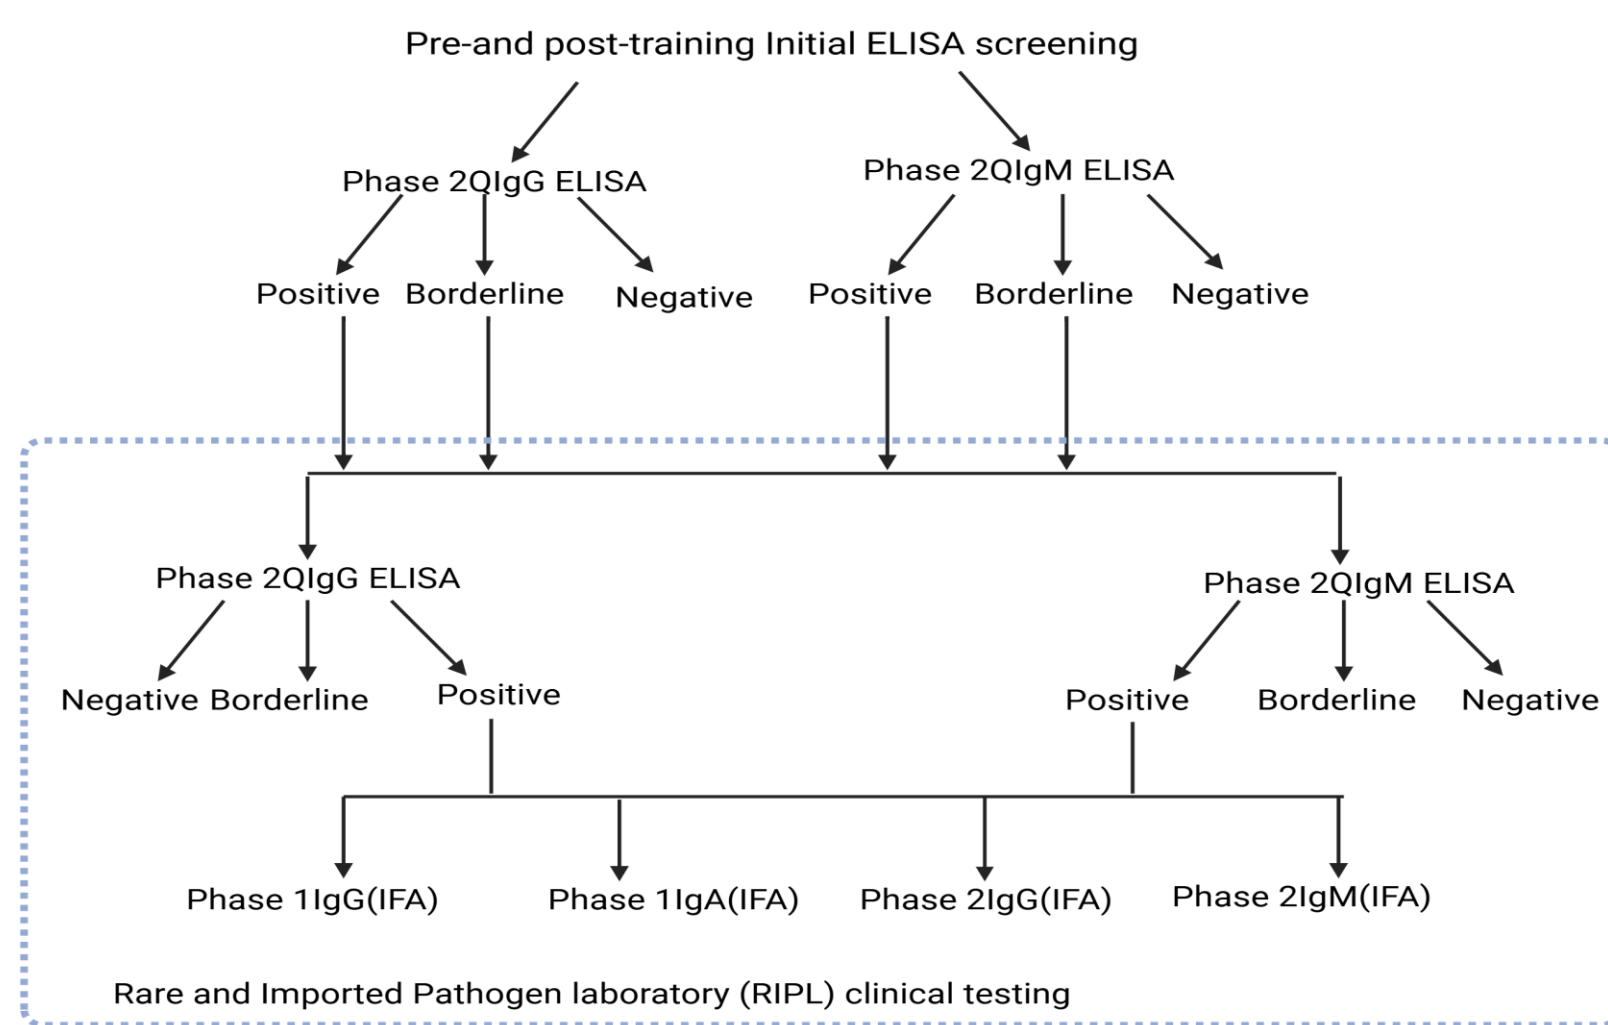 Pre-and post-training Initial ELISA screening
Phase 2QIgG ELISA
Phase 2QIgM ELISA
Positive Borderline Negative
Positive Borderline Negative
Phase 2QIgG ELISA
Phase 2QIgM ELISA
Negative Borderline Positive
Positive Borderline Negative
Phase 1IgG(IFA)
Phase 1IgA(IFA)
Phase 2IgG(IFA)
Phase 2IgM(IFA)
Rare and Imported Pathogen laboratory (RIPL) clinical testing